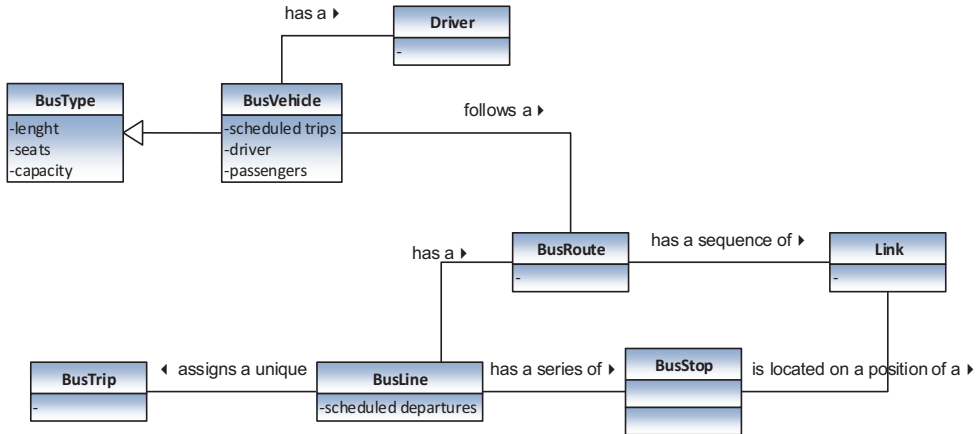 has a ▸
Driver
-
BusType
-lenght
-seats
-capacity
BusVehicle
-scheduled trips
-driver
-passengers
follows a ▸
has a ▸
BusRoute
-
has a sequence of ▸
Link
-
BusTrip
-
◂ assigns a unique
BusLine
-scheduled departures
has a series of ▸
BusStop
is located on a position of a ▸